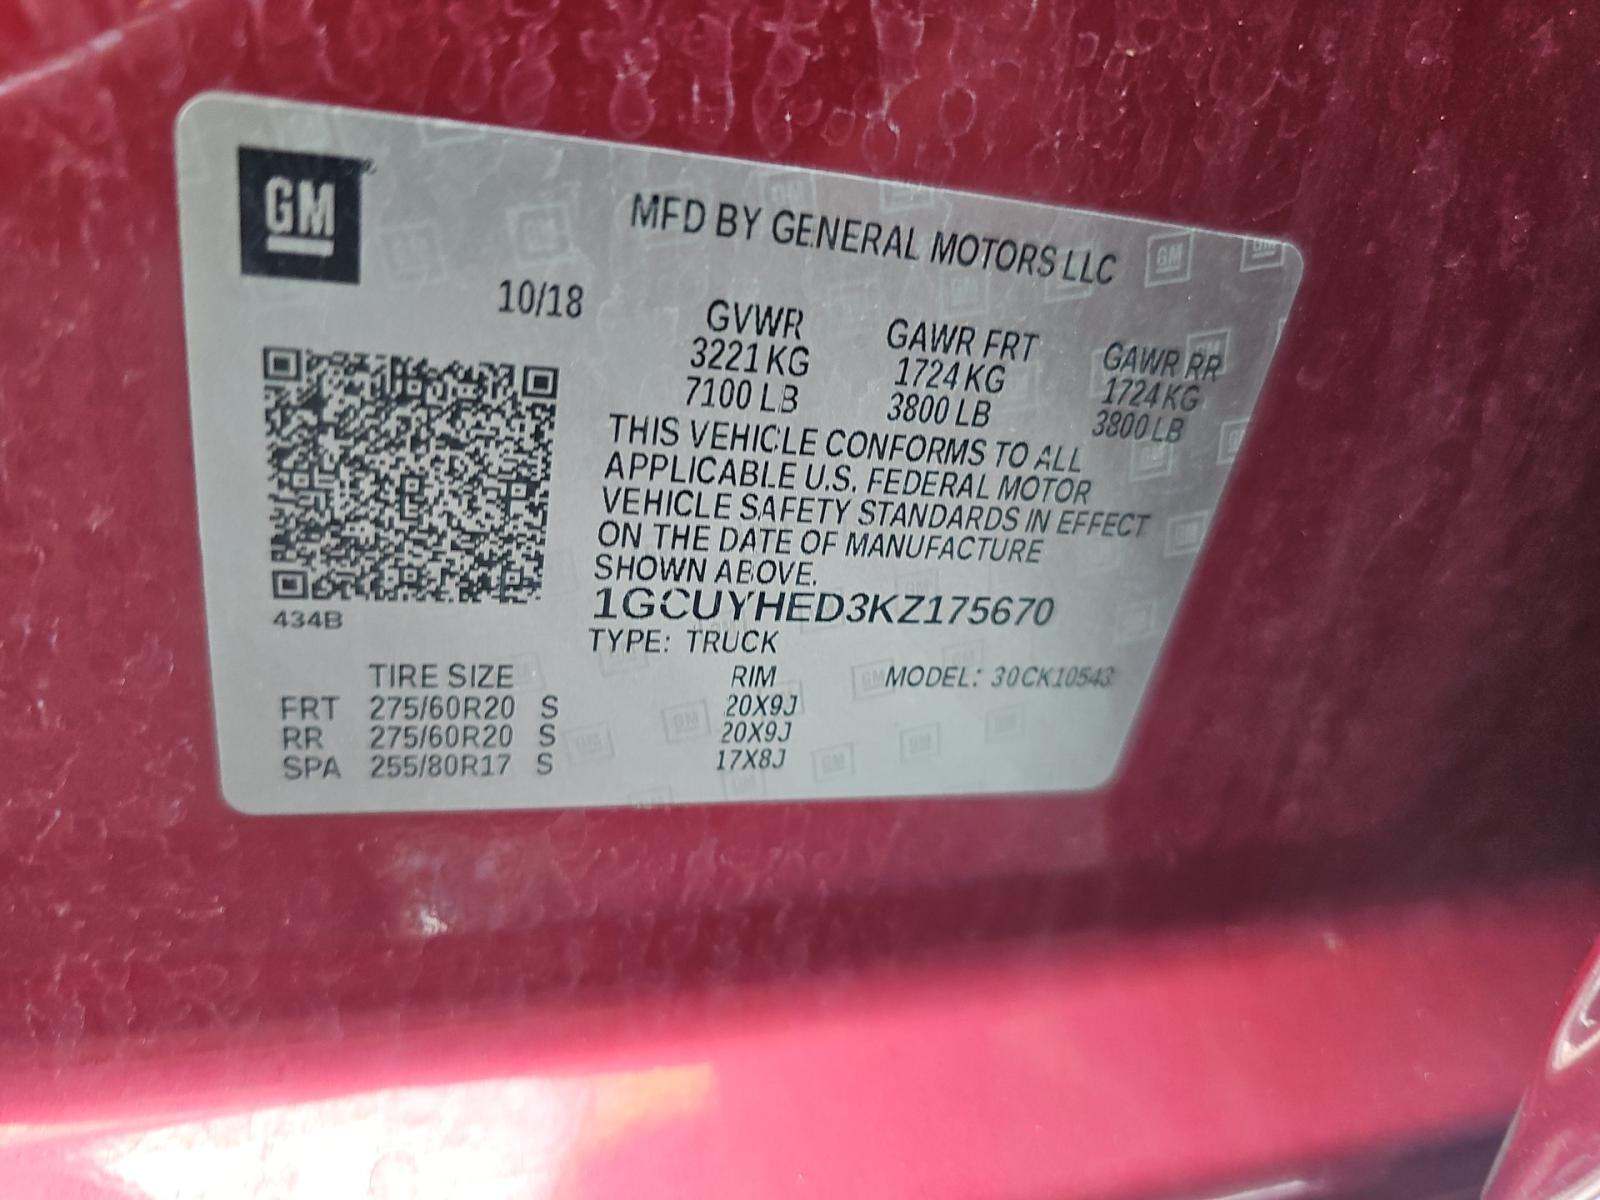 GM
MFD BY GENERAL MOTORS LLC
10/18
GVWR GAWR FRT GAWR RR
3221 KG 1724 KG 1724 KG
7100 LB 3800 LB 3800 LB
THIS VEHICLE CONFORMS TO ALL
APPLICABLE U.S. FEDERAL MOTOR
VEHICLE SAFETY STANDARDS IN EFFECT
ON THE DATE OF MANUFACTURE
SHOWN ABOVE.
434B
1GCUYHED3KZ175670
TYPE: TRUCK
TIRE SIZE RIM MODEL: 30CK10543
FRT 275/60R20 S 20X9J
RR 275/60R20 S 20X9J
SPA 255/80R17 S 17X8J